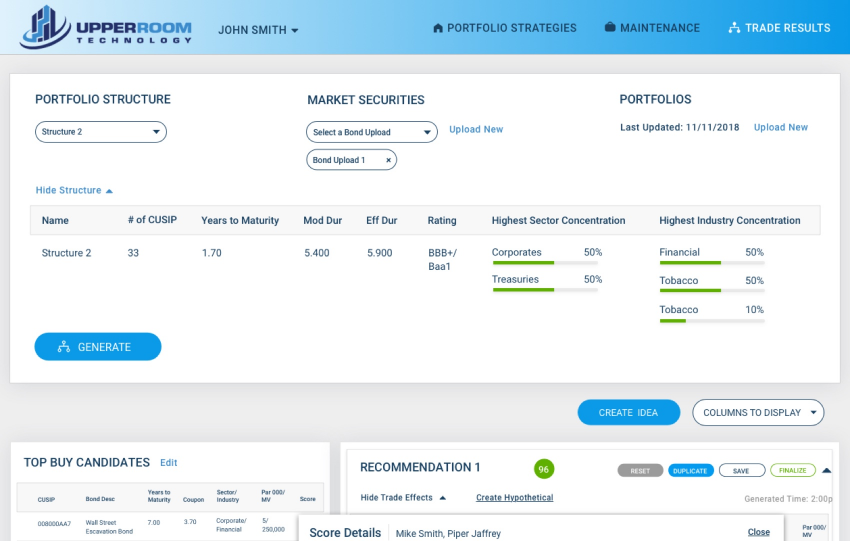 UPPERROOM
TECHNOLOGY
JOHN SMITH
PORTFOLIO STRATEGIES
MAINTENANCE
TRADE RESULTS
PORTFOLIO STRUCTURE
MARKET SECURITIES
PORTFOLIOS
Structure 2
Select a Bond Upload
Upload New
Last Updated: 11/11/2018
Upload New
Bond Upload 1 ×
Hide Structure
Name # of CUSIP Years to Maturity Mod Dur Eff Dur Rating Highest Sector Concentration Highest Industry Concentration
Structure 2 33 1.70 5.400 5.900 BBB+/ Corporates 50% Financial 50%
Baa1
Treasuries 50% Tobacco 50%
Tobacco 10%
GENERATE
CREATE IDEA
COLUMNS TO DISPLAY
TOP BUY CANDIDATES Edit
CUSIP Bond Desc Years to Maturity Coupon Sector/ Industry Par 000/ MV Score
008000AA7 Wall Street Escavation Bond 7.00 3.70 Corporate/ Financial 5/ 250,000
RECOMMENDATION 1
96
RESET
DUPLICATE
SAVE
FINALIZE
Hide Trade Effects
Create Hypothetical
Generated Time: 2:00p
Score Details
Mike Smith, Piper Jaffrey
Close
Par 000/
MV